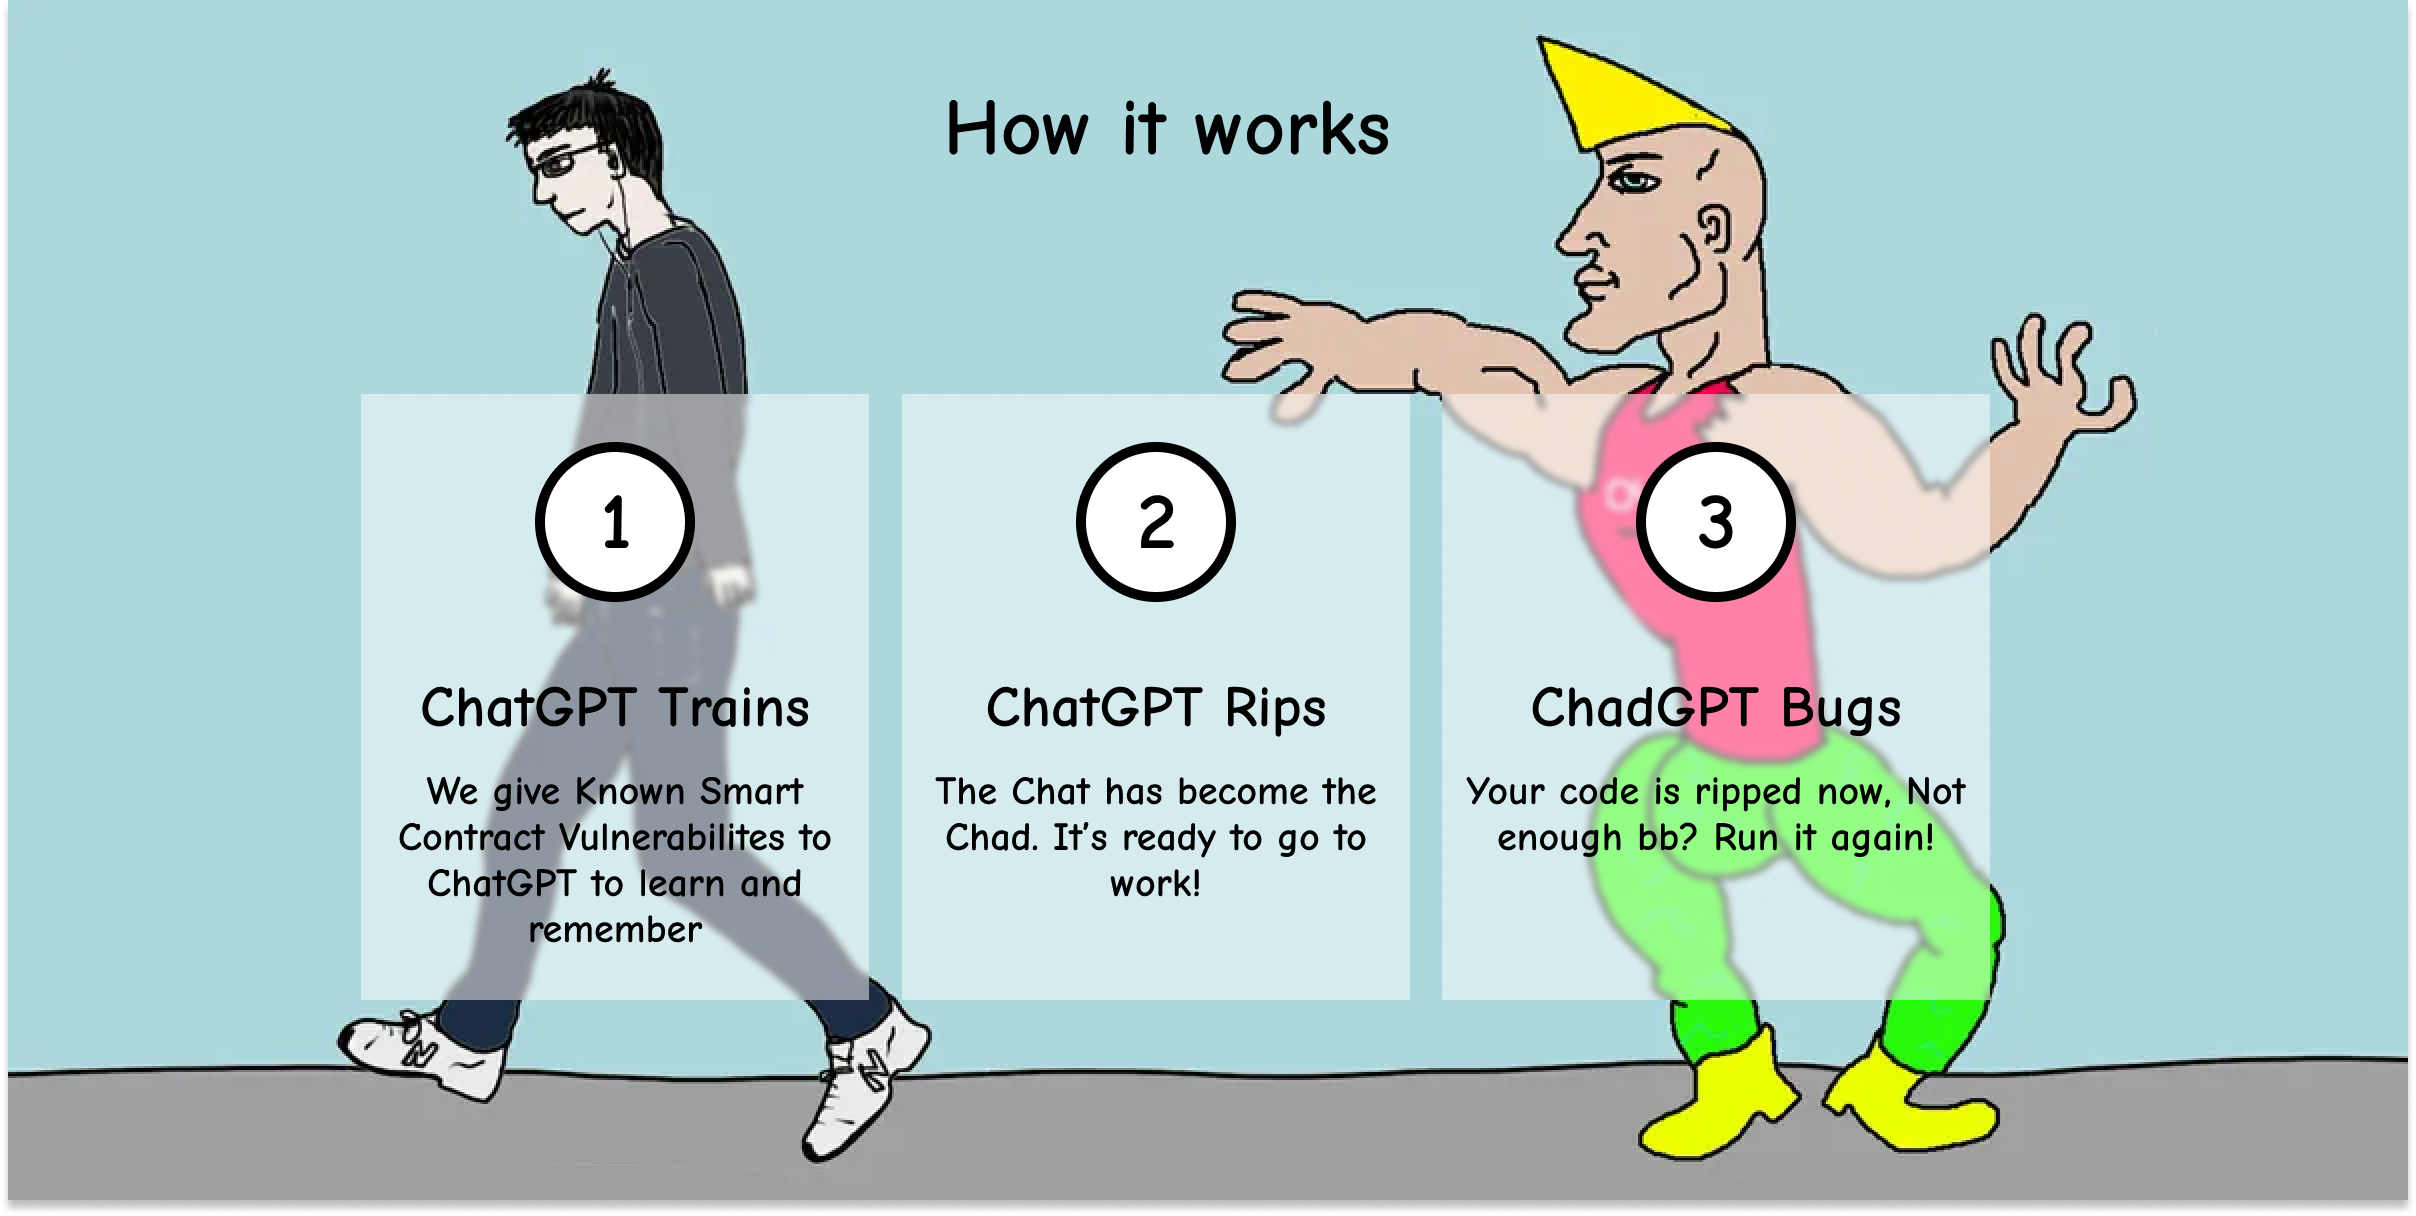 How it works
1
ChatGPT Trains
We give Known Smart
Contract Vulnerabilites to
ChatGPT to learn and
remember
2
ChatGPT Rips
The Chat has become the
Chad. It's ready to go to
work!
3
ChadGPT Bugs
Your code is ripped now, Not
enough bb? Run it again!
N
N